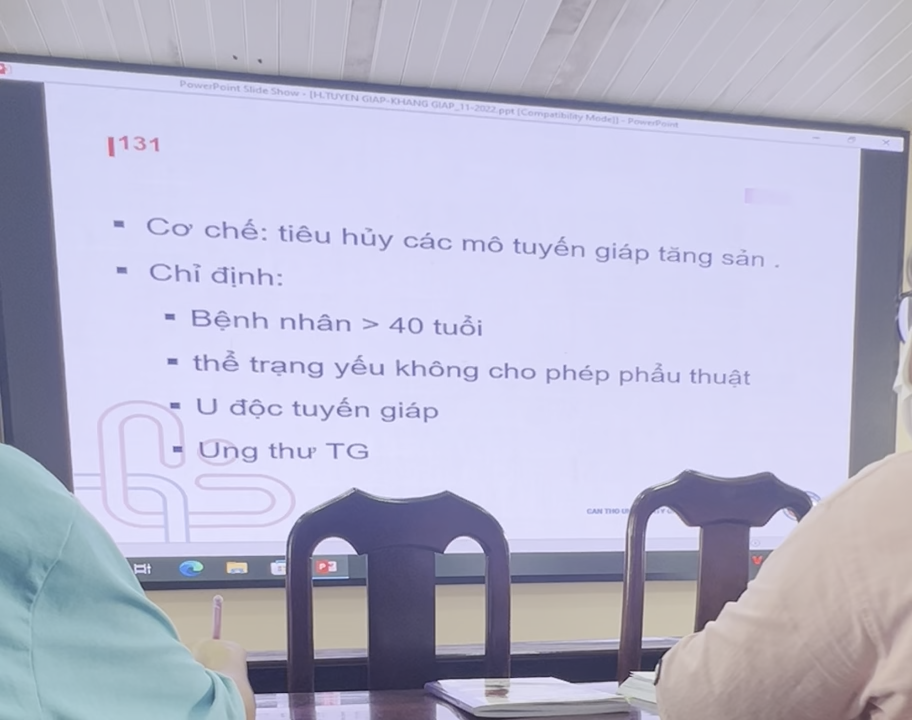 PowerPoint Slide Show - [H.TUYEN GIAP-KHANG GIAP_11-2022.ppt [Compatibility Mode]] - PowerPoint
I131
Cơ chế: tiêu hủy các mô tuyến giáp tăng sản .
Chỉ định:
Bệnh nhân > 40 tuổi
thể trạng yếu không cho phép phẩu thuật
U độc tuyến giáp
Ung thư TG
CAN THO